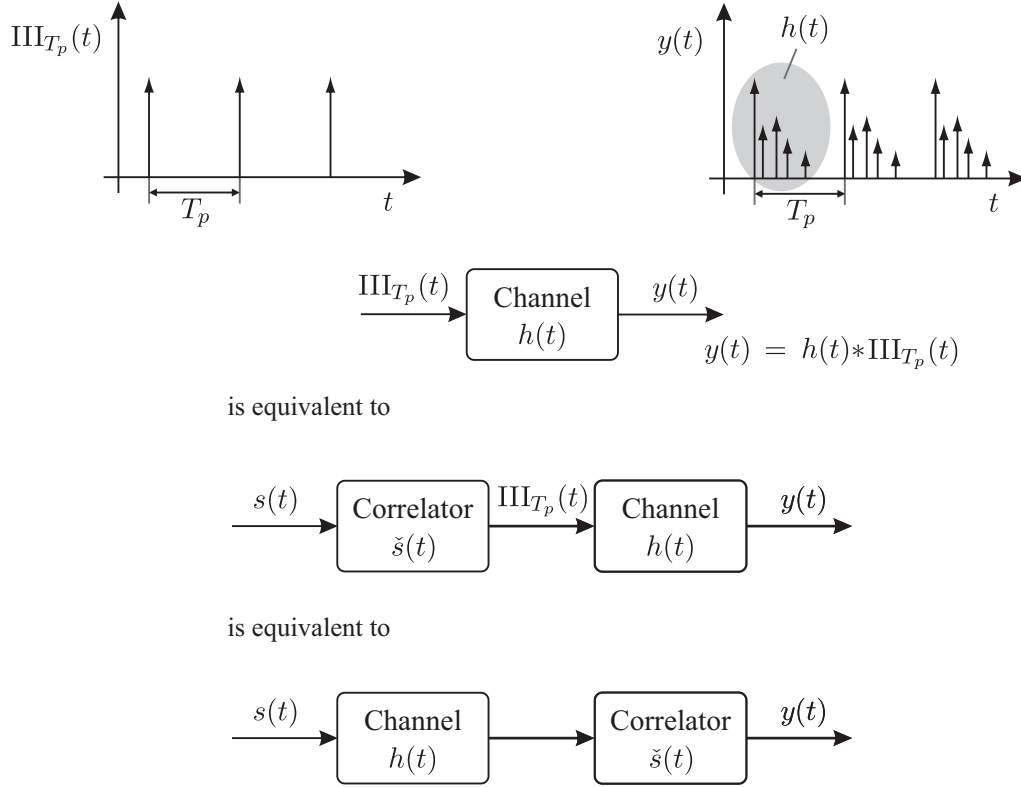 III_{T_p}(t)
T_p
t
y(t)
h(t)
T_p
t
III_{T_p}(t)
Channel
h(t)
y(t)
y(t) = h(t)*III_{T_p}(t)
is equivalent to
s(t)
Correlator
š(t)
III_{T_p}(t)
Channel
h(t)
y(t)
is equivalent to
s(t)
Channel
h(t)
Correlator
š(t)
y(t)